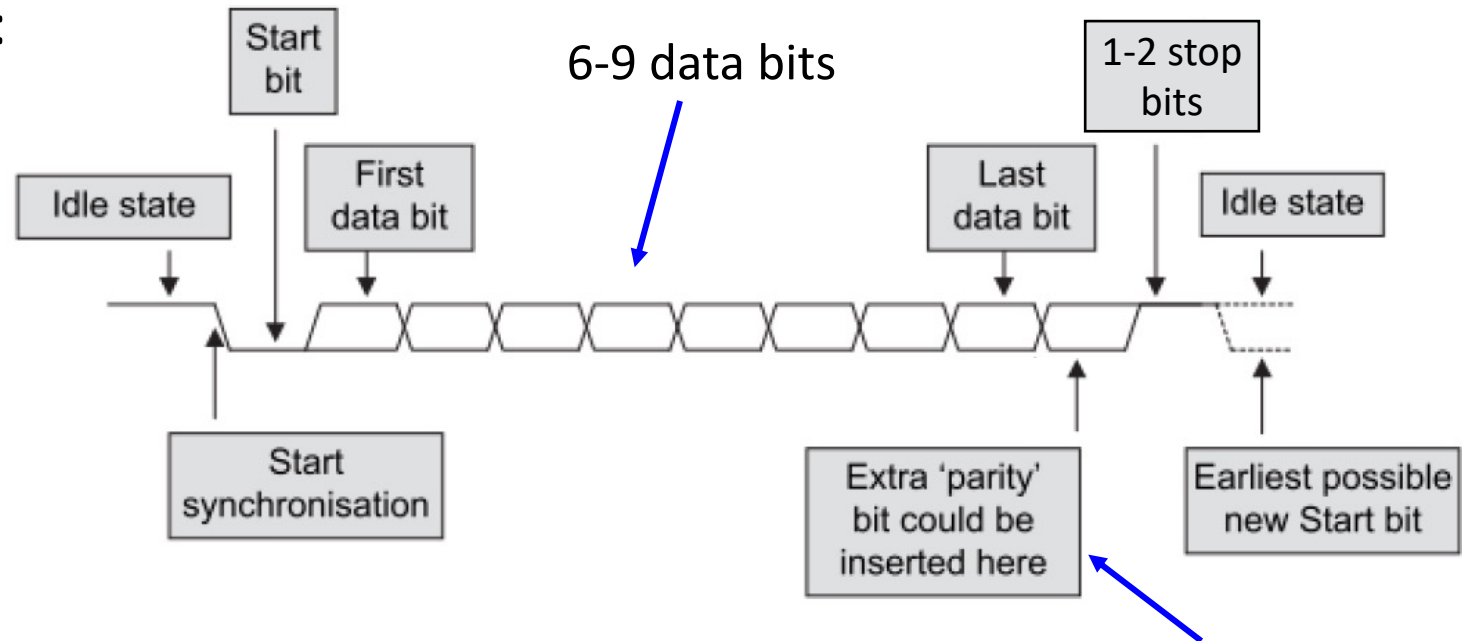 :
Start
bit
6-9 data bits
1-2 stop
bits
Idle state
First
data bit
Last
data bit
Idle state
Start
synchronisation
Extra ‘parity’
bit could be
inserted here
Earliest possible
new Start bit